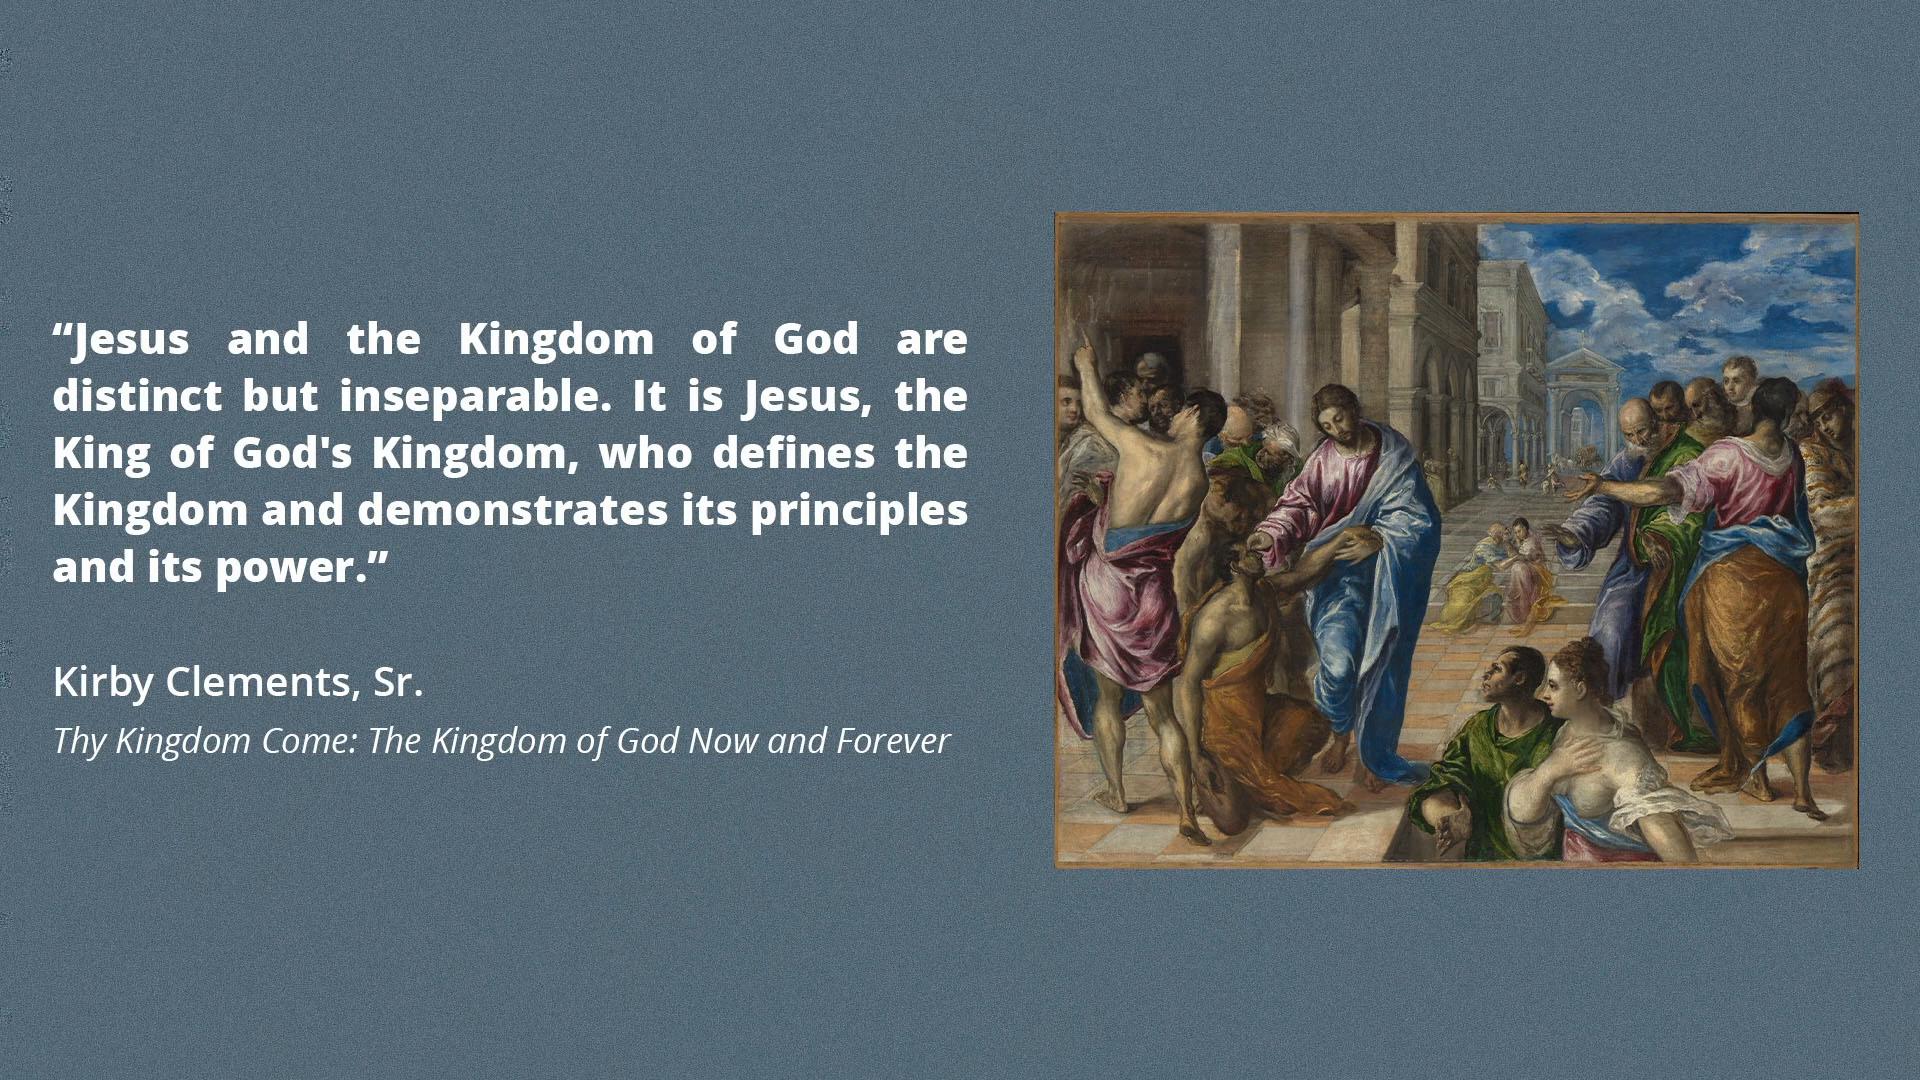 “Jesus and the Kingdom of God are
distinct but inseparable. It is Jesus, the
King of God's Kingdom, who defines the
Kingdom and demonstrates its principles
and its power.”
Kirby Clements, Sr.
Thy Kingdom Come: The Kingdom of God Now and Forever